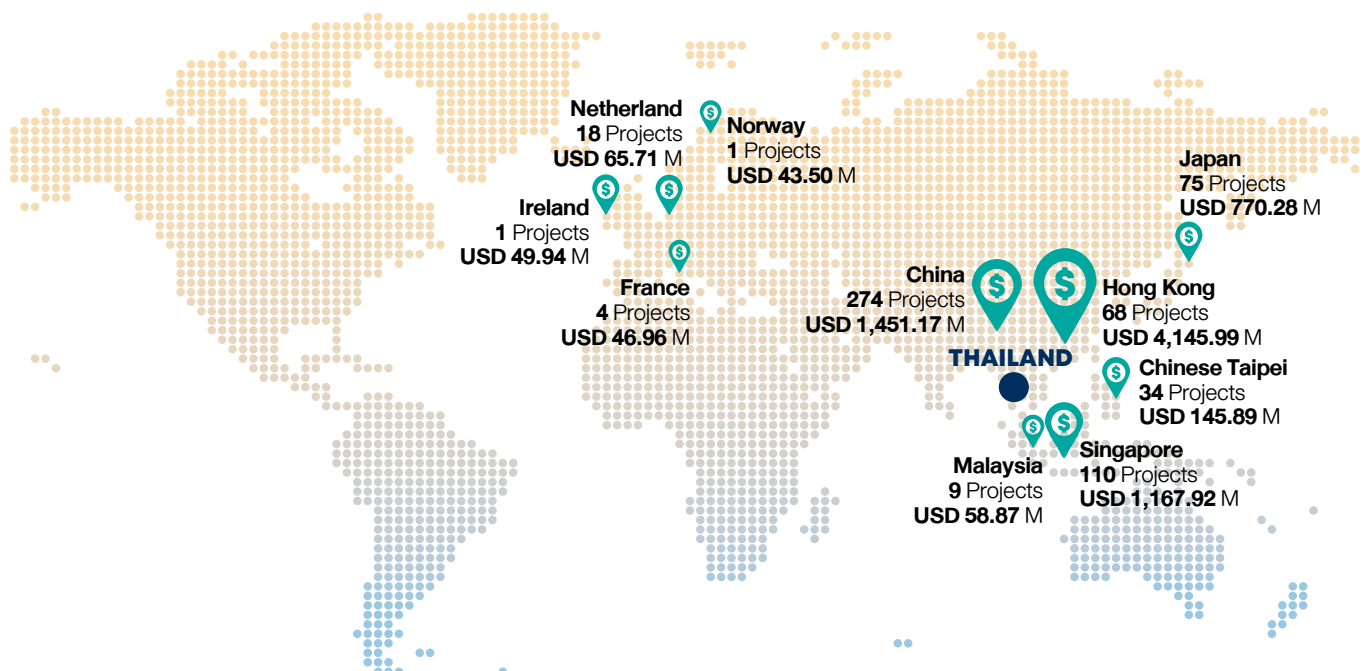 Netherland
18 Projects
USD 65.71 M
Norway
1 Projects
USD 43.50 M
Japan
75 Projects
USD 770.28 M
Ireland
1 Projects
USD 49.94 M
France
4 Projects
USD 46.96 M
China
274 Projects
USD 1,451.17 M
Hong Kong
68 Projects
USD 4,145.99 M
THAILAND
Chinese Taipei
34 Projects
USD 145.89 M
Malaysia
9 Projects
USD 58.87 M
Singapore
110 Projects
USD 1,167.92 M
$
$
$
$
$
$
$
$
$
$